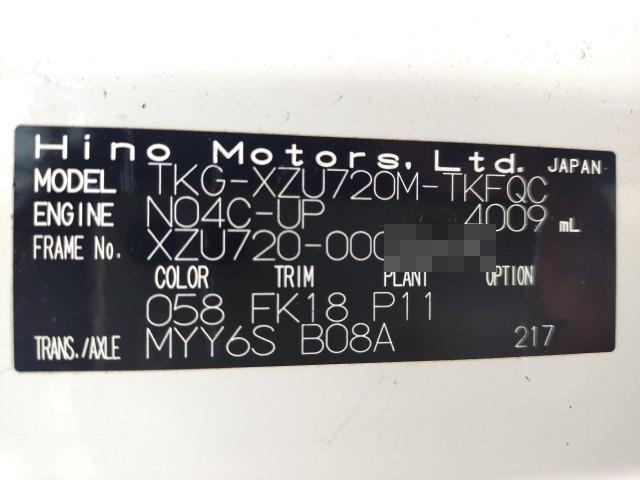 Hino Motors, Ltd. JAPAN
MODEL TKG-XZU720M-TKFQC
ENGINE N04C-UP 4009 mL
FRAME No. XZU720-000
COLOR TRIM PLANT OPTION
058 FK18 P11
TRANS./AXLE MYY6S B08A 217